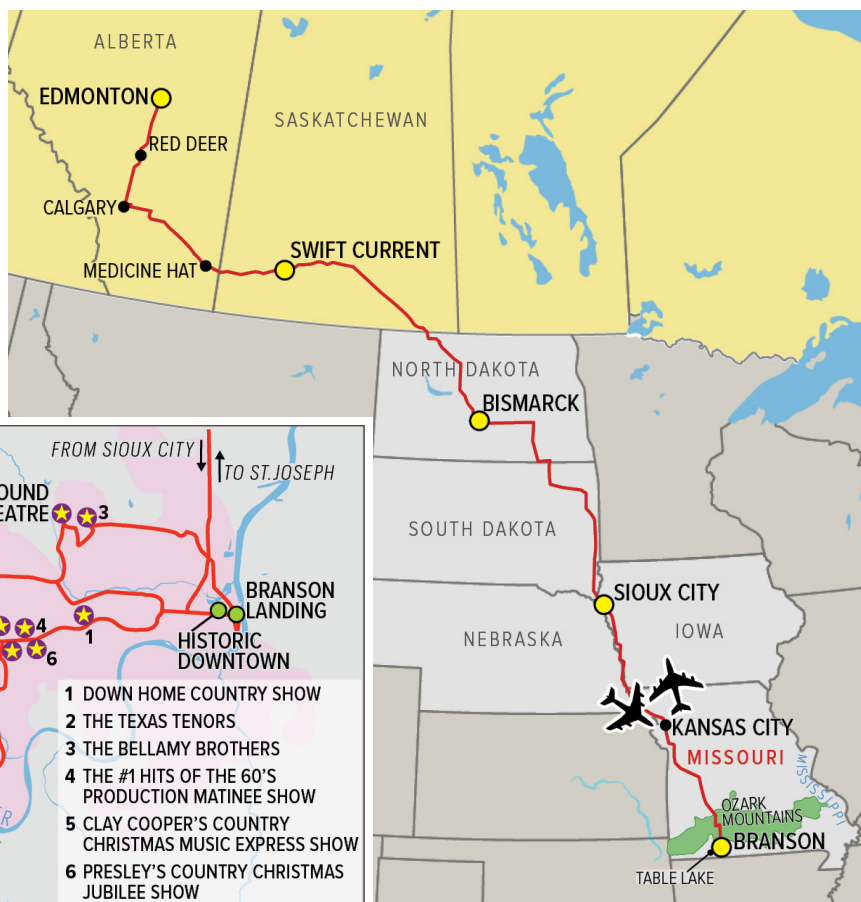 ALBERTA
EDMONTON
SASKATCHEWAN
RED DEER
CALGARY
SWIFT CURRENT
MEDICINE HAT
NORTH DAKOTA
BISMARCK
SOUTH DAKOTA
SIOUX CITY
NEBRASKA
IOWA
KANSAS CITY
MISSOURI
MISSISSIPPI
OZARK
MOUNTAINS
BRANSON
TABLE LAKE
FROM SIOUX CITY
TO ST.JOSEPH
OUND
EATRE
3
BRANSON
LANDING
4
1
HISTORIC
DOWNTOWN
6
1 DOWN HOME COUNTRY SHOW
2 THE TEXAS TENORS
3 THE BELLAMY BROTHERS
4 THE #1 HITS OF THE 60'S
PRODUCTION MATINEE SHOW
5 CLAY COOPER'S COUNTRY
CHRISTMAS MUSIC EXPRESS SHOW
6 PRESLEY'S COUNTRY CHRISTMAS
JUBILEE SHOW